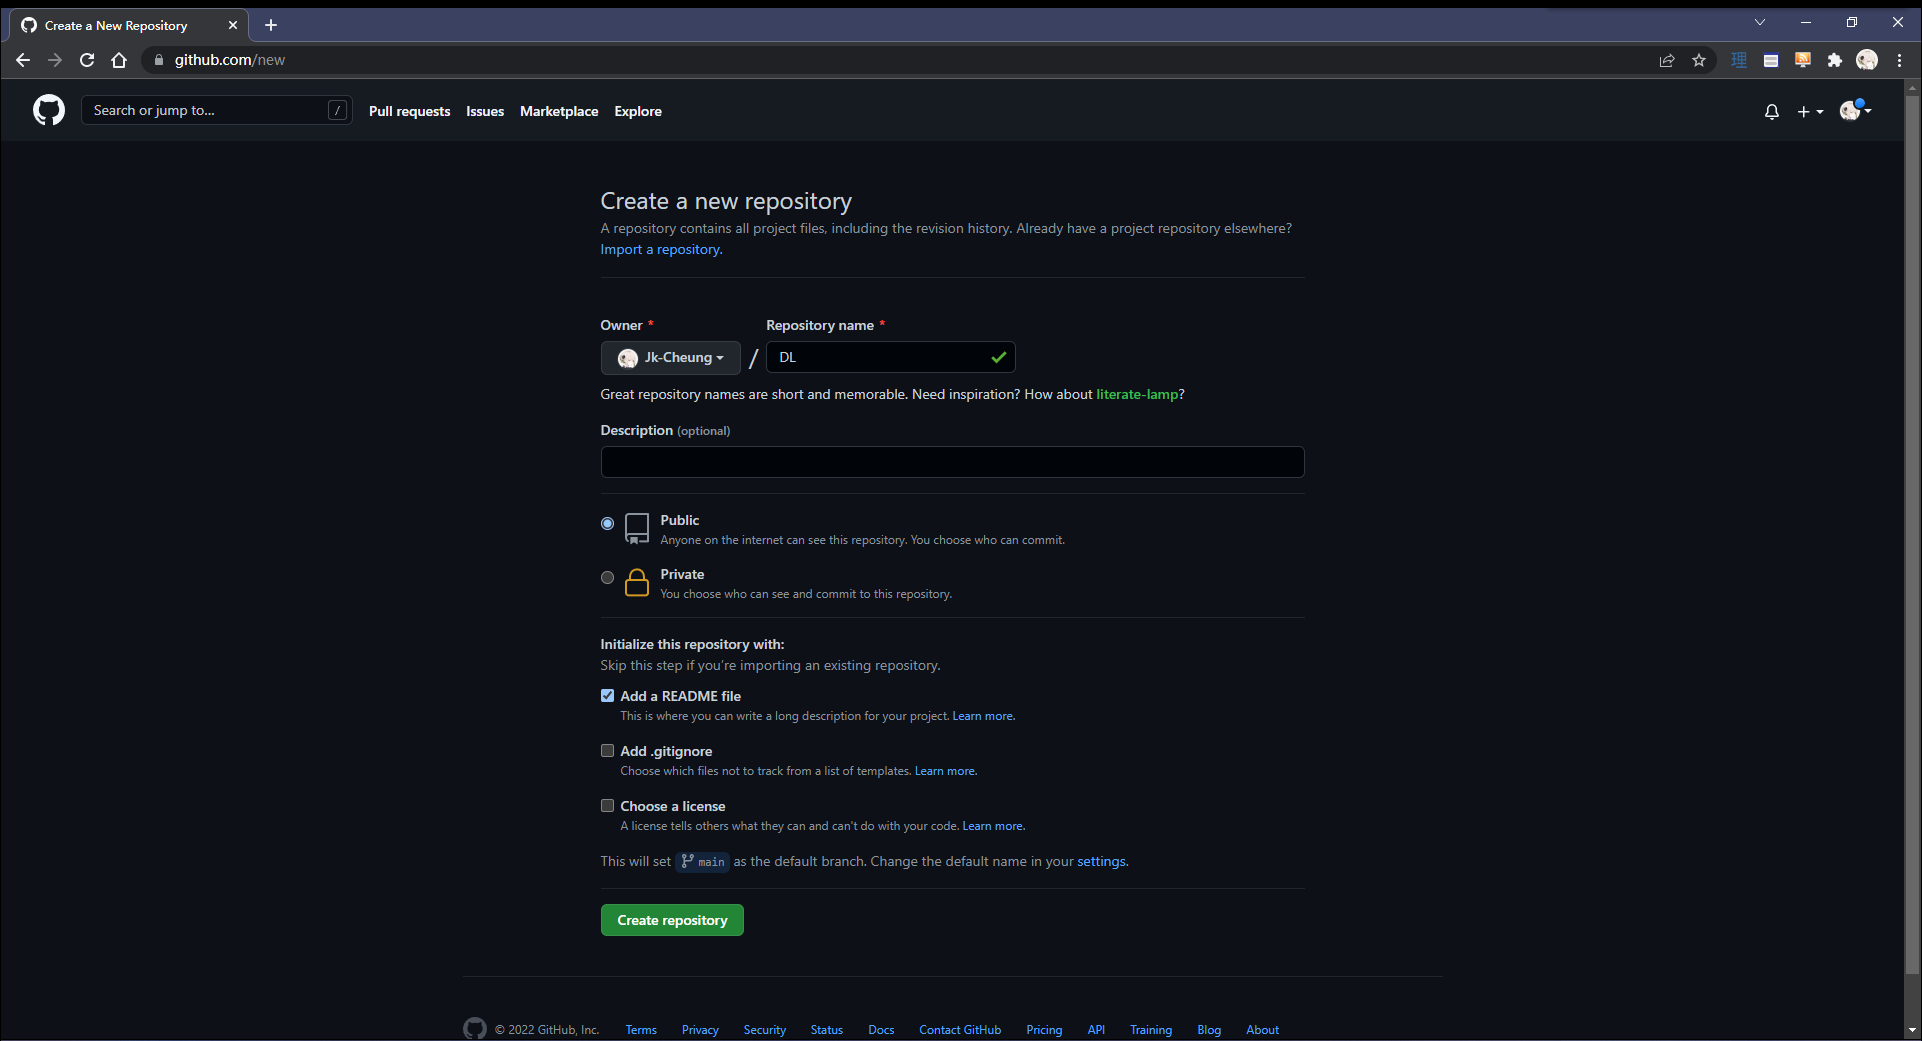 Create a New Repository
github.com/new
理
Search or jump to... /
Pull requests Issues Marketplace Explore
Create a new repository
A repository contains all project files, including the revision history. Already have a project repository elsewhere?
Import a repository.
Owner * Repository name *
Jk-Cheung / DL
Great repository names are short and memorable. Need inspiration? How about literate-lamp?
Description (optional)
Public
Anyone on the internet can see this repository. You choose who can commit.
Private
You choose who can see and commit to this repository.
Initialize this repository with:
Skip this step if you're importing an existing repository.
Add a README file
This is where you can write a long description for your project. Learn more.
Add .gitignore
Choose which files not to track from a list of templates. Learn more.
Choose a license
A license tells others what they can and can't do with your code. Learn more.
This will set main as the default branch. Change the default name in your settings.
Create repository
© 2022 GitHub, Inc. Terms Privacy Security Status Docs Contact GitHub Pricing API Training Blog About